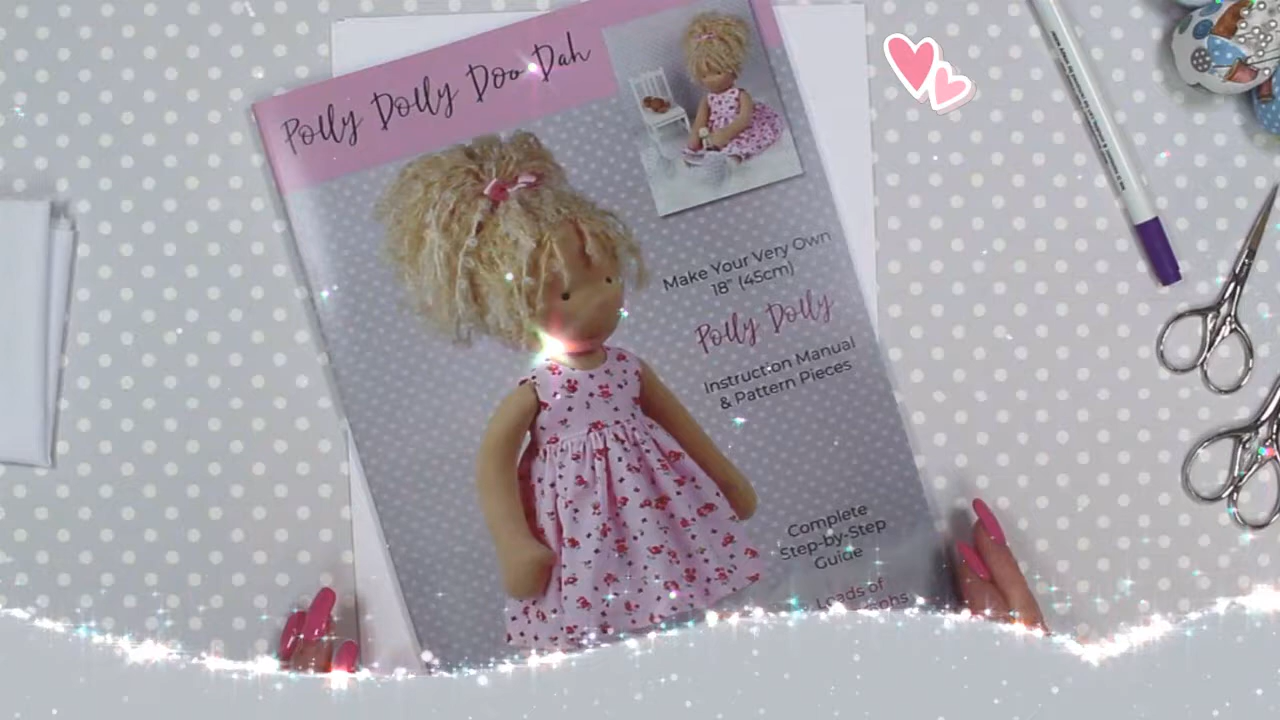 Polly Dolly Doo Dah
Make Your Very Own
18" (45cm)
Polly Dolly
Instruction Manual
& Pattern Pieces
Complete
Step-by-Step
Guide
Loads of